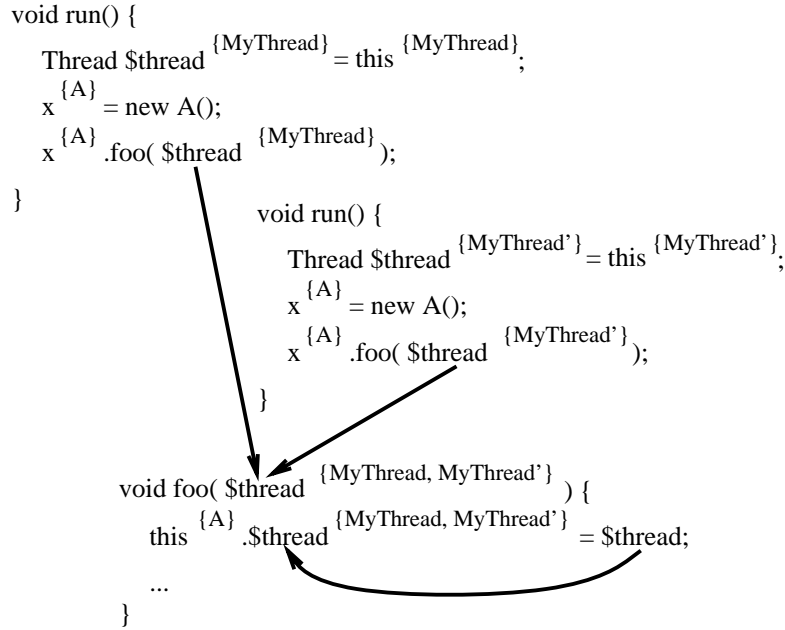 void run() {
Thread $thread {MyThread} = this {MyThread};
x {A} = new A();
x {A} .foo( $thread {MyThread} );
}
void run() {
Thread $thread {MyThread’} = this {MyThread’};
x {A} = new A();
x {A} .foo( $thread {MyThread’} );
}
void foo( $thread {MyThread, MyThread’} ) {
this {A} .$thread {MyThread, MyThread’} = $thread;
...
}